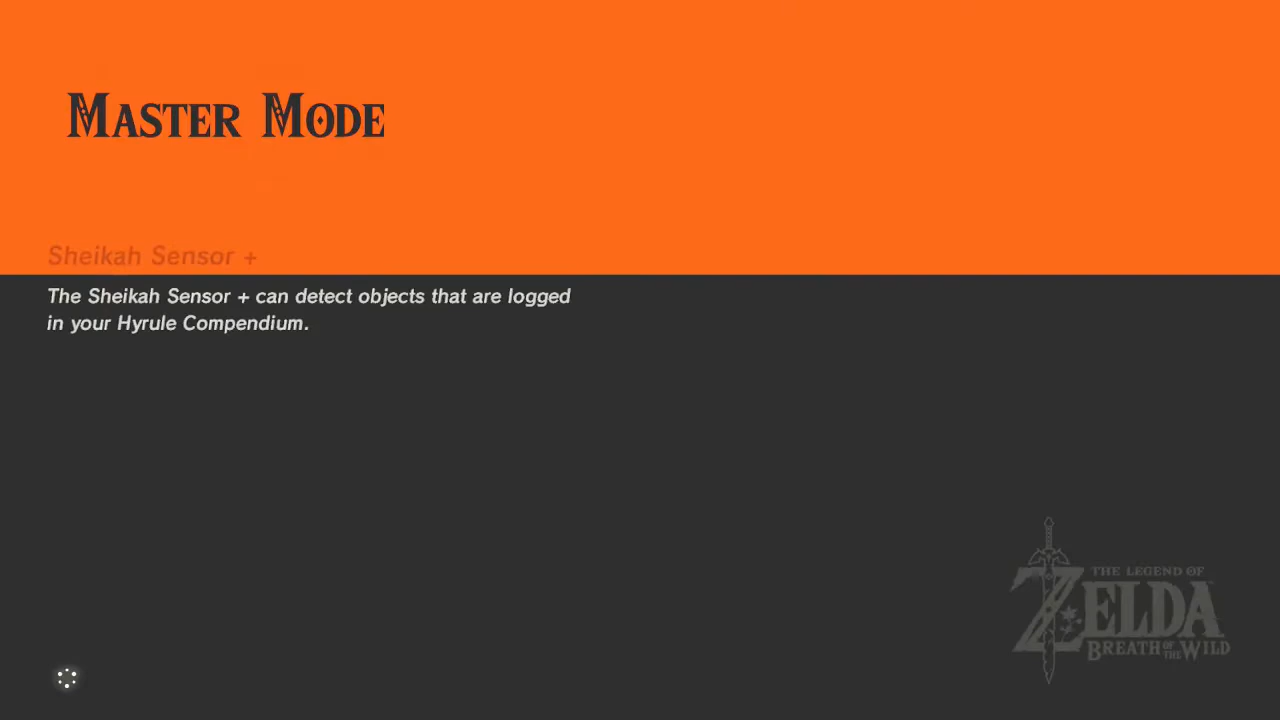 Master Mode
Sheikah Sensor +
The Sheikah Sensor + can detect objects that are logged
in your Hyrule Compendium.
THE LEGEND OF
ZELDA
BREATH OF THE WILD